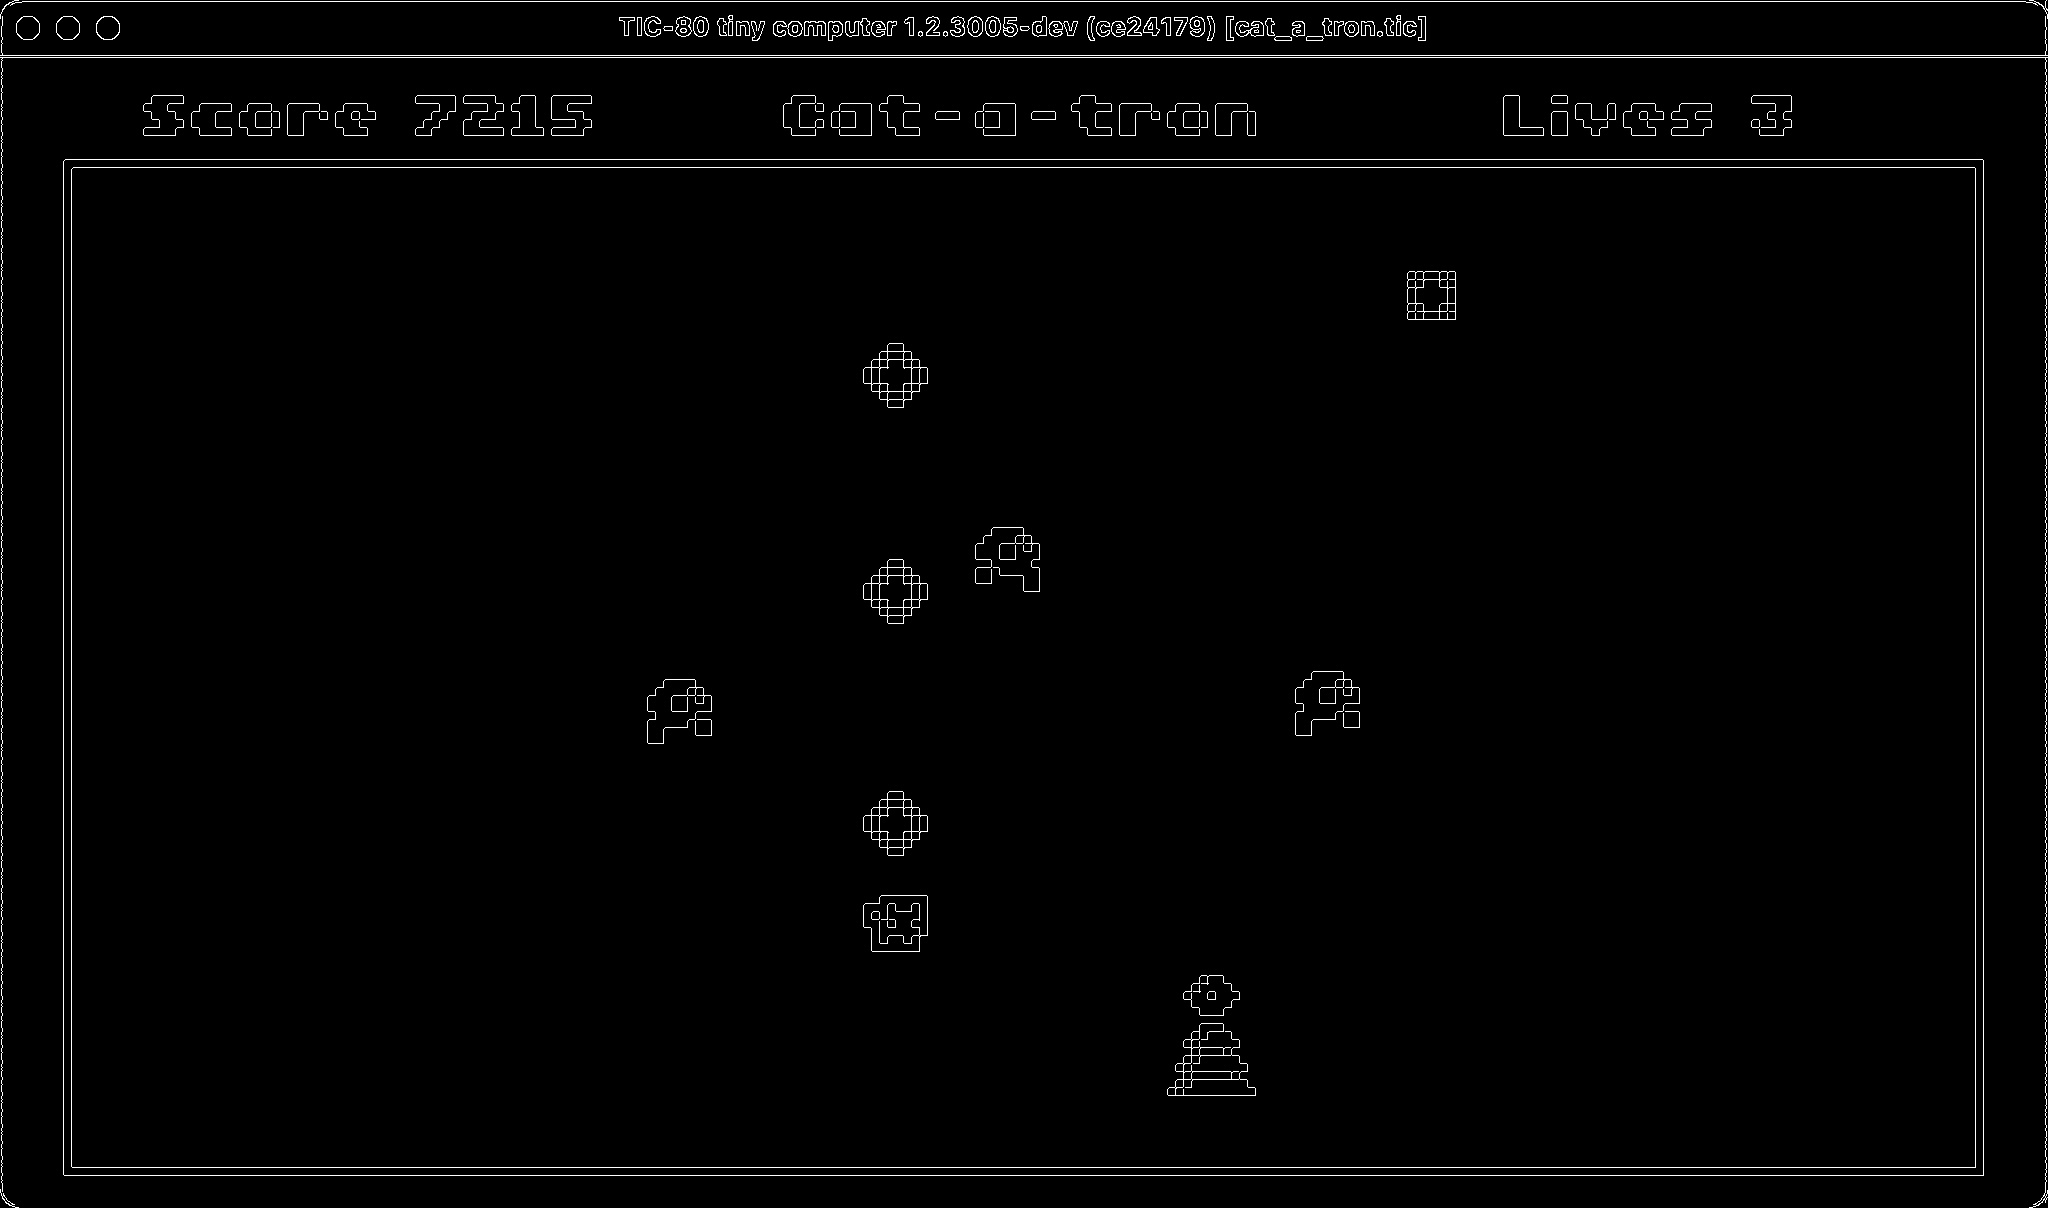 TIC-80 tiny computer 1.2.3005-dev (ce24179) [cat_a_tron.tic]
Score 7215 Cat-a-tron Lives 3